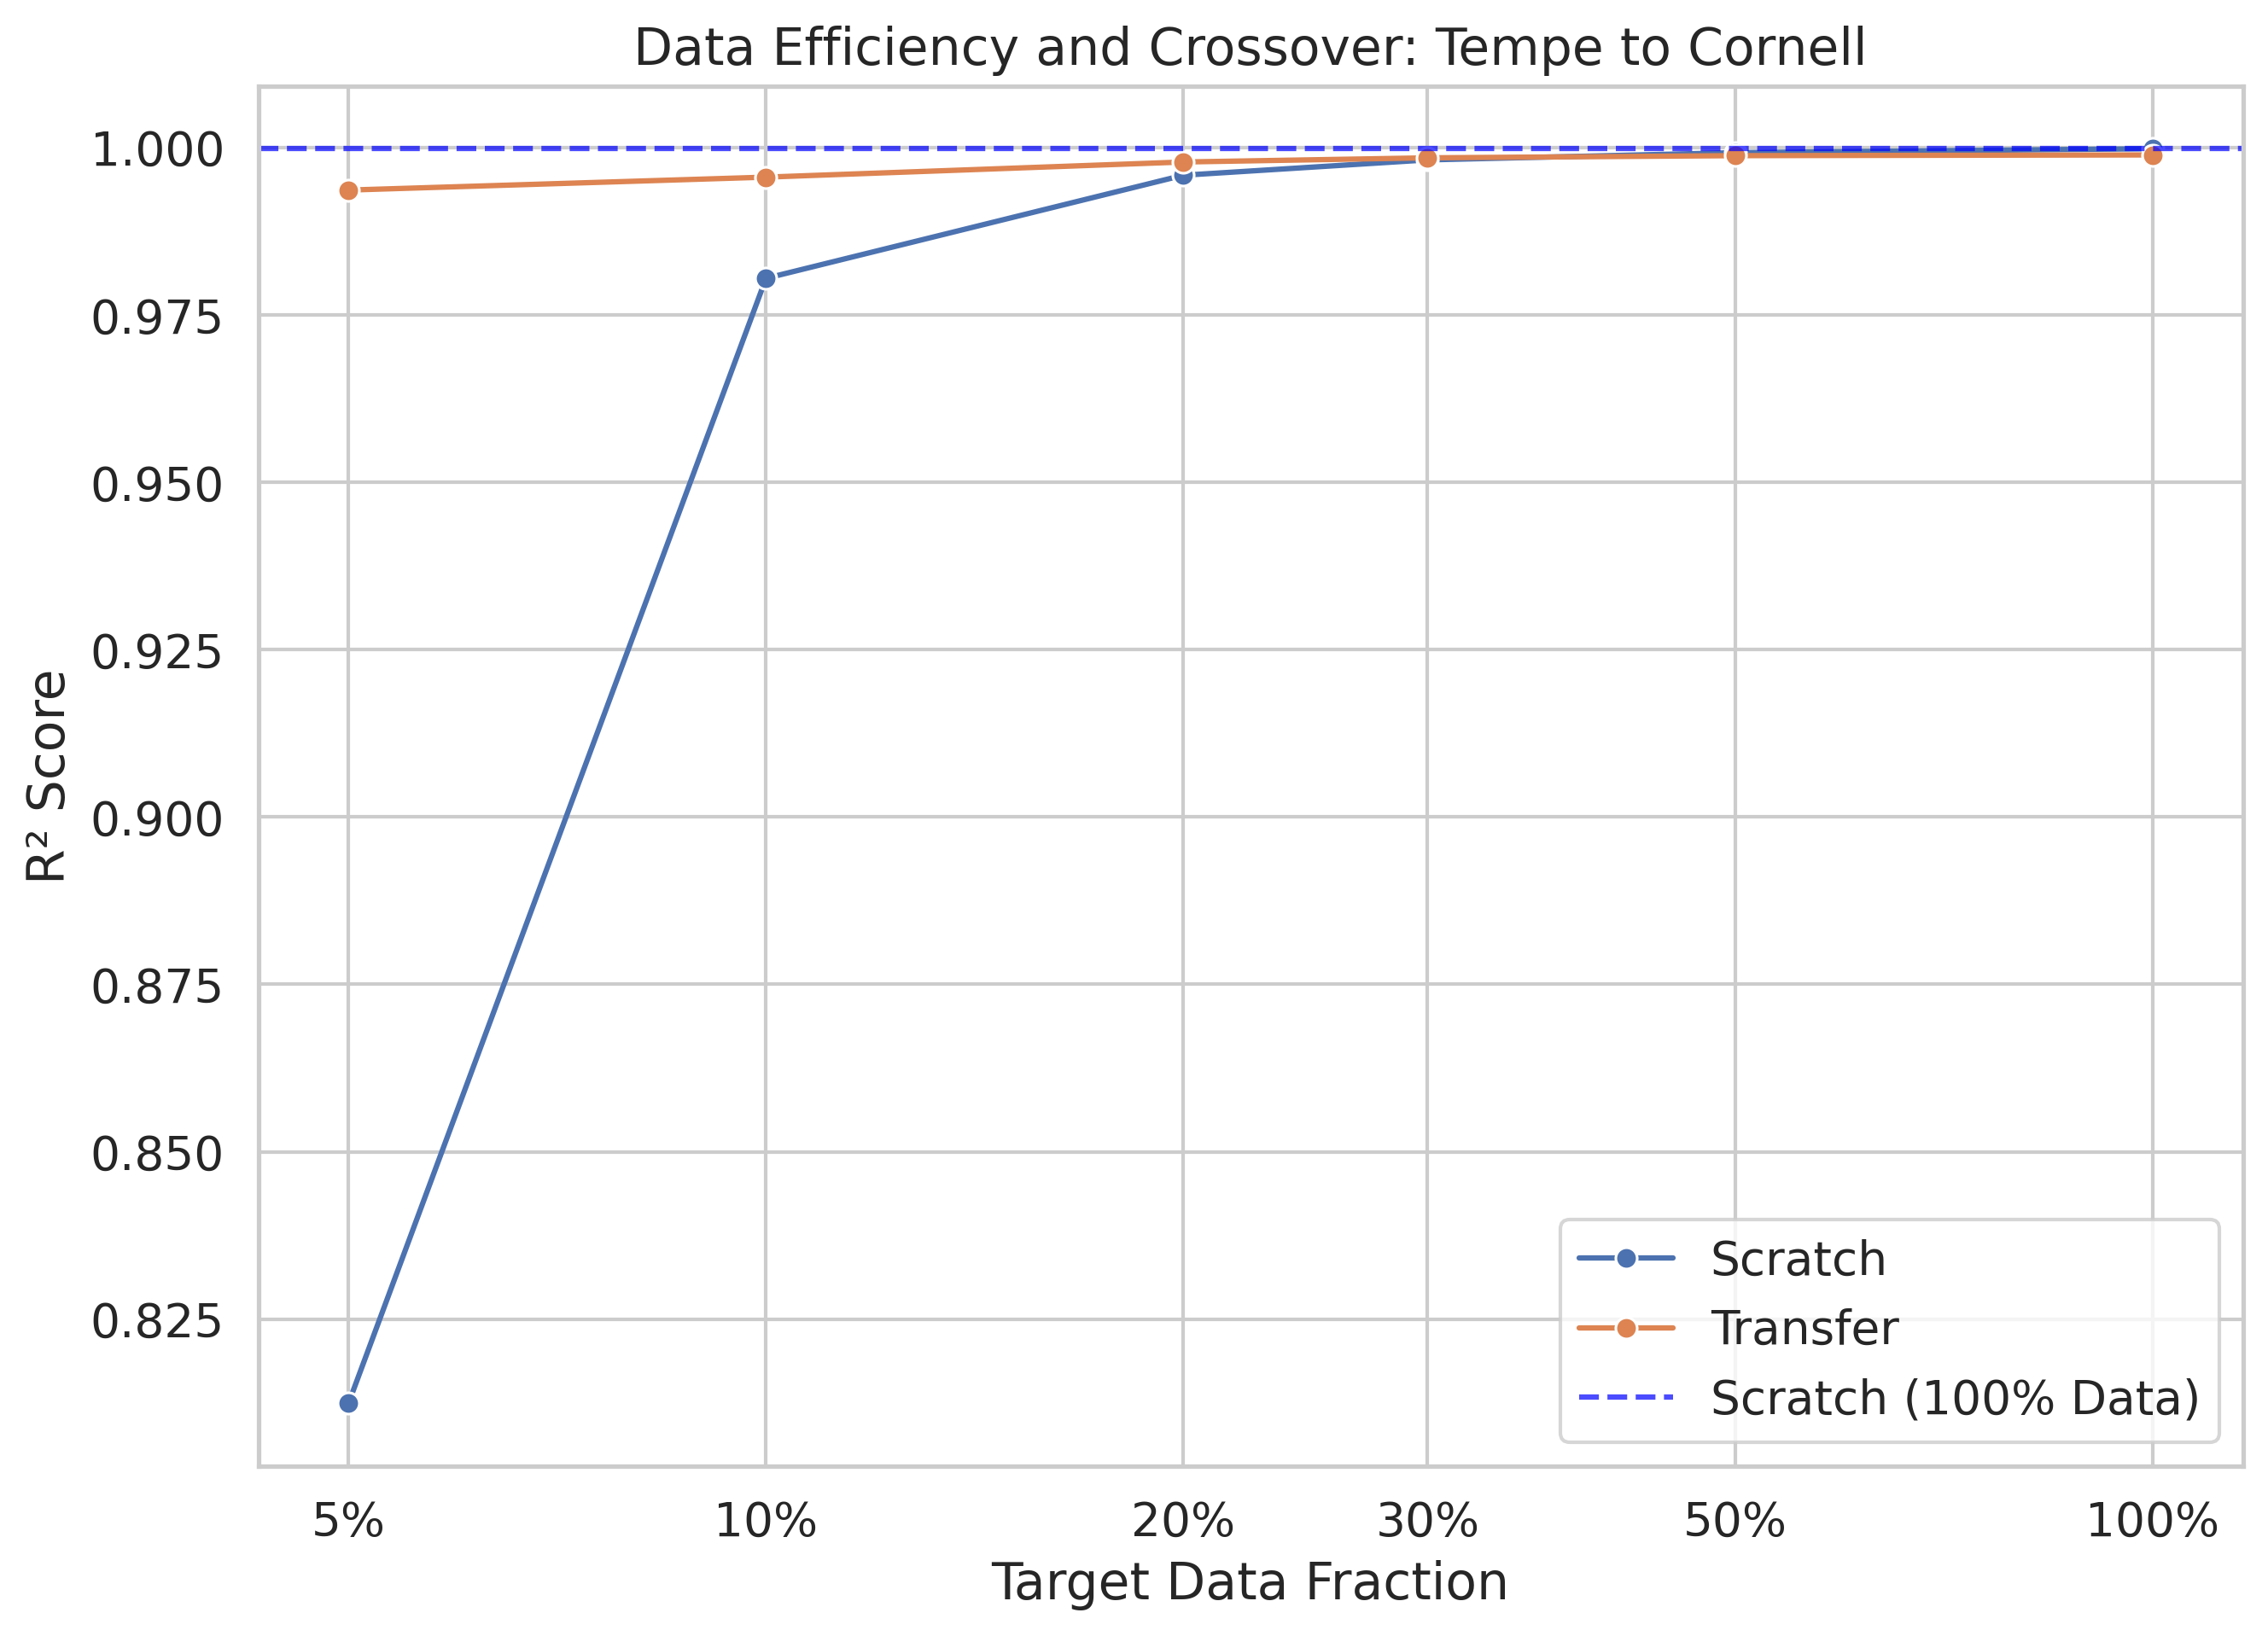 Data Efficiency and Crossover: Tempe to Cornell
1.000
0.975
0.950
0.925
0.900
0.875
0.850
0.825
R² Score
5%
10%
20%
30%
50%
100%
Target Data Fraction
Scratch
Transfer
Scratch (100% Data)